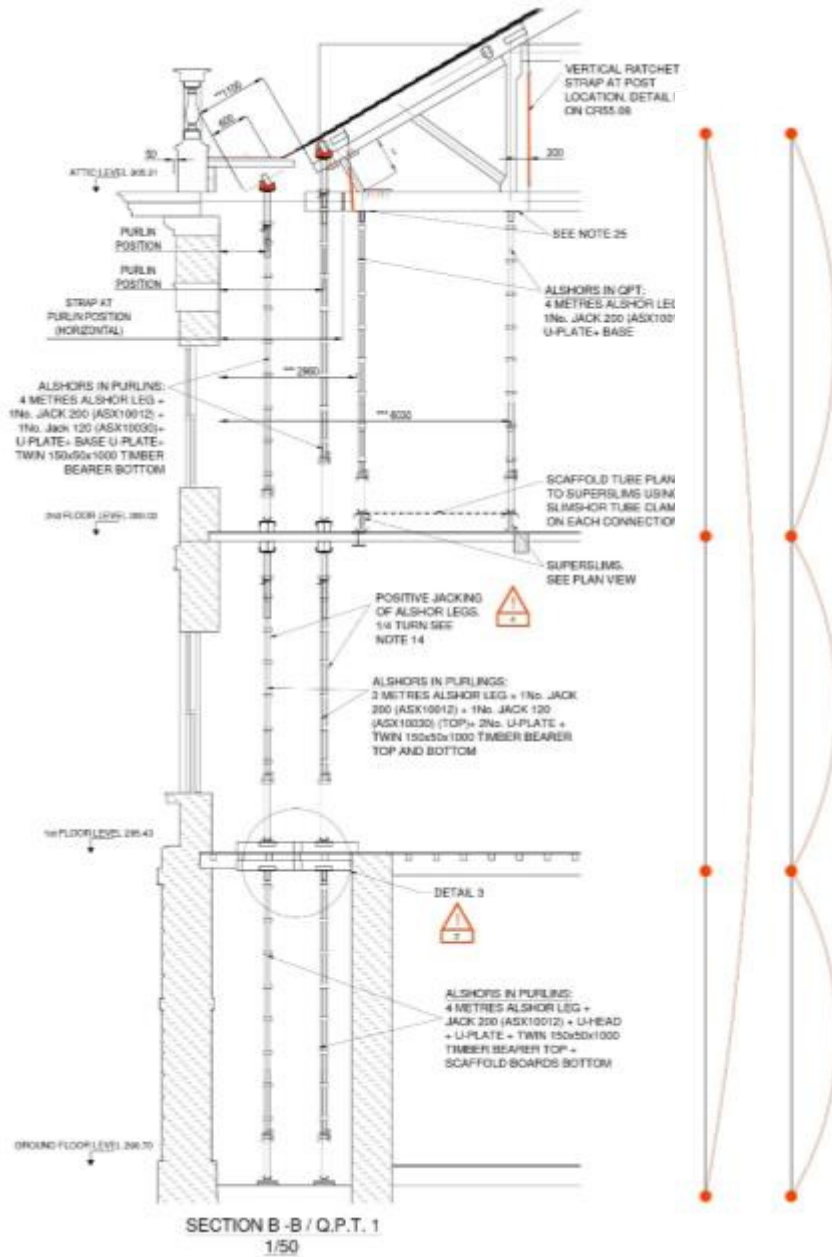 VERTICAL RATCHET
STRAP AT POST
LOCATION. DETAIL
ON CR55.08
***1100
600
50
200
ATTIC LEVEL
PURLIN
POSITION
SEE NOTE 25
PURLIN
POSITION
STRAP AT
PURLIN POSITION
(HORIZONTAL)
ALSHORS IN QPT:
4 METRES ALSHOR LEG
1No. JACK 200
U-PLATE+ BASE
*** 2960
ALSHORS IN PURLINS:
4 METRES ALSHOR LEG +
1No. JACK 200 (ASX10012) +
1No. Jack 120 (ASX10030)+
U-PLATE+ BASE U-PLATE+
TWIN 150x50x1000 TIMBER
BEARER BOTTOM
*** 6030
SCAFFOLD TUBE PLAN
TO SUPERSLIMS USING
SLIMSHOR TUBE CLAM
ON EACH CONNECTIO
2nd FLOOR LEVEL
SUPERSLIMS.
SEE PLAN VIEW
POSITIVE JACKING
OF ALSHOR LEGS.
1/4 TURN SEE
NOTE 14
ALSHORS IN PURLINGS:
3 METRES ALSHOR LEG + 1No. JACK
200 (ASX10012) + 1No. JACK 120
(ASX10030) (TOP)+ 2No. U-PLATE +
TWIN 150x50x1000 TIMBER BEARER
TOP AND BOTTOM
1st FLOOR LEVEL
DETAIL 3
ALSHORS IN PURLINS:
4 METRES ALSHOR LEG +
JACK 200 (ASX10012) + U-HEAD
+ U-PLATE + TWIN 150x50x1000
TIMBER BEARER TOP +
SCAFFOLD BOARDS BOTTOM
GROUND FLOOR LEVEL
SECTION B -B / Q.P.T. 1
1/50